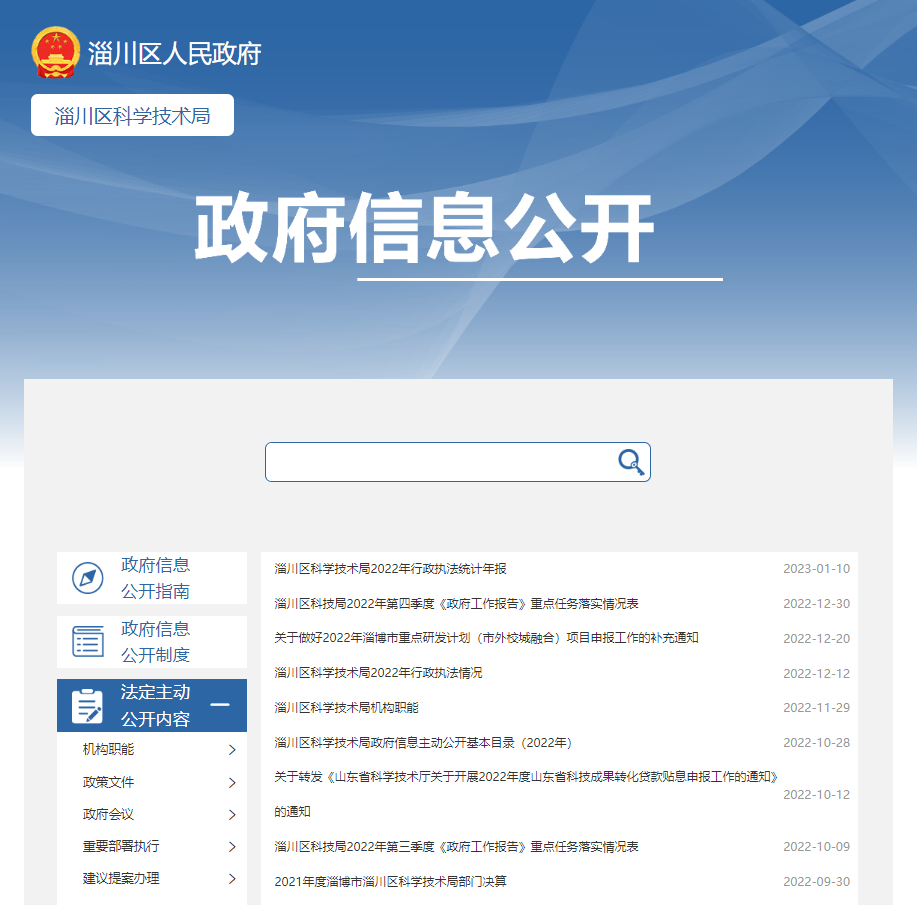 淄川区人民政府
淄川区科学技术局
政府信息公开
政府信息
公开指南
政府信息
公开制度
法定主动
公开内容
机构职能
政策文件
政府会议
重要部署执行
建议提案办理
淄川区科学技术局2022年行政执法统计年报 2023-01-10
淄川区科技局2022年第四季度《政府工作报告》重点任务落实情况表 2022-12-30
关于做好2022年淄博市重点研发计划（市外校城融合）项目申报工作的补充通知 2022-12-20
淄川区科学技术局2022年行政执法情况 2022-12-12
淄川区科学技术局机构职能 2022-11-29
淄川区科学技术局政府信息主动公开基本目录（2022年） 2022-10-28
关于转发《山东省科学技术厅关于开展2022年度山东省科技成果转化贷款贴息申报工作的通知》
的通知 2022-10-12
淄川区科技局2022年第三季度《政府工作报告》重点任务落实情况表 2022-10-09
2021年度淄博市淄川区科学技术局部门决算 2022-09-30